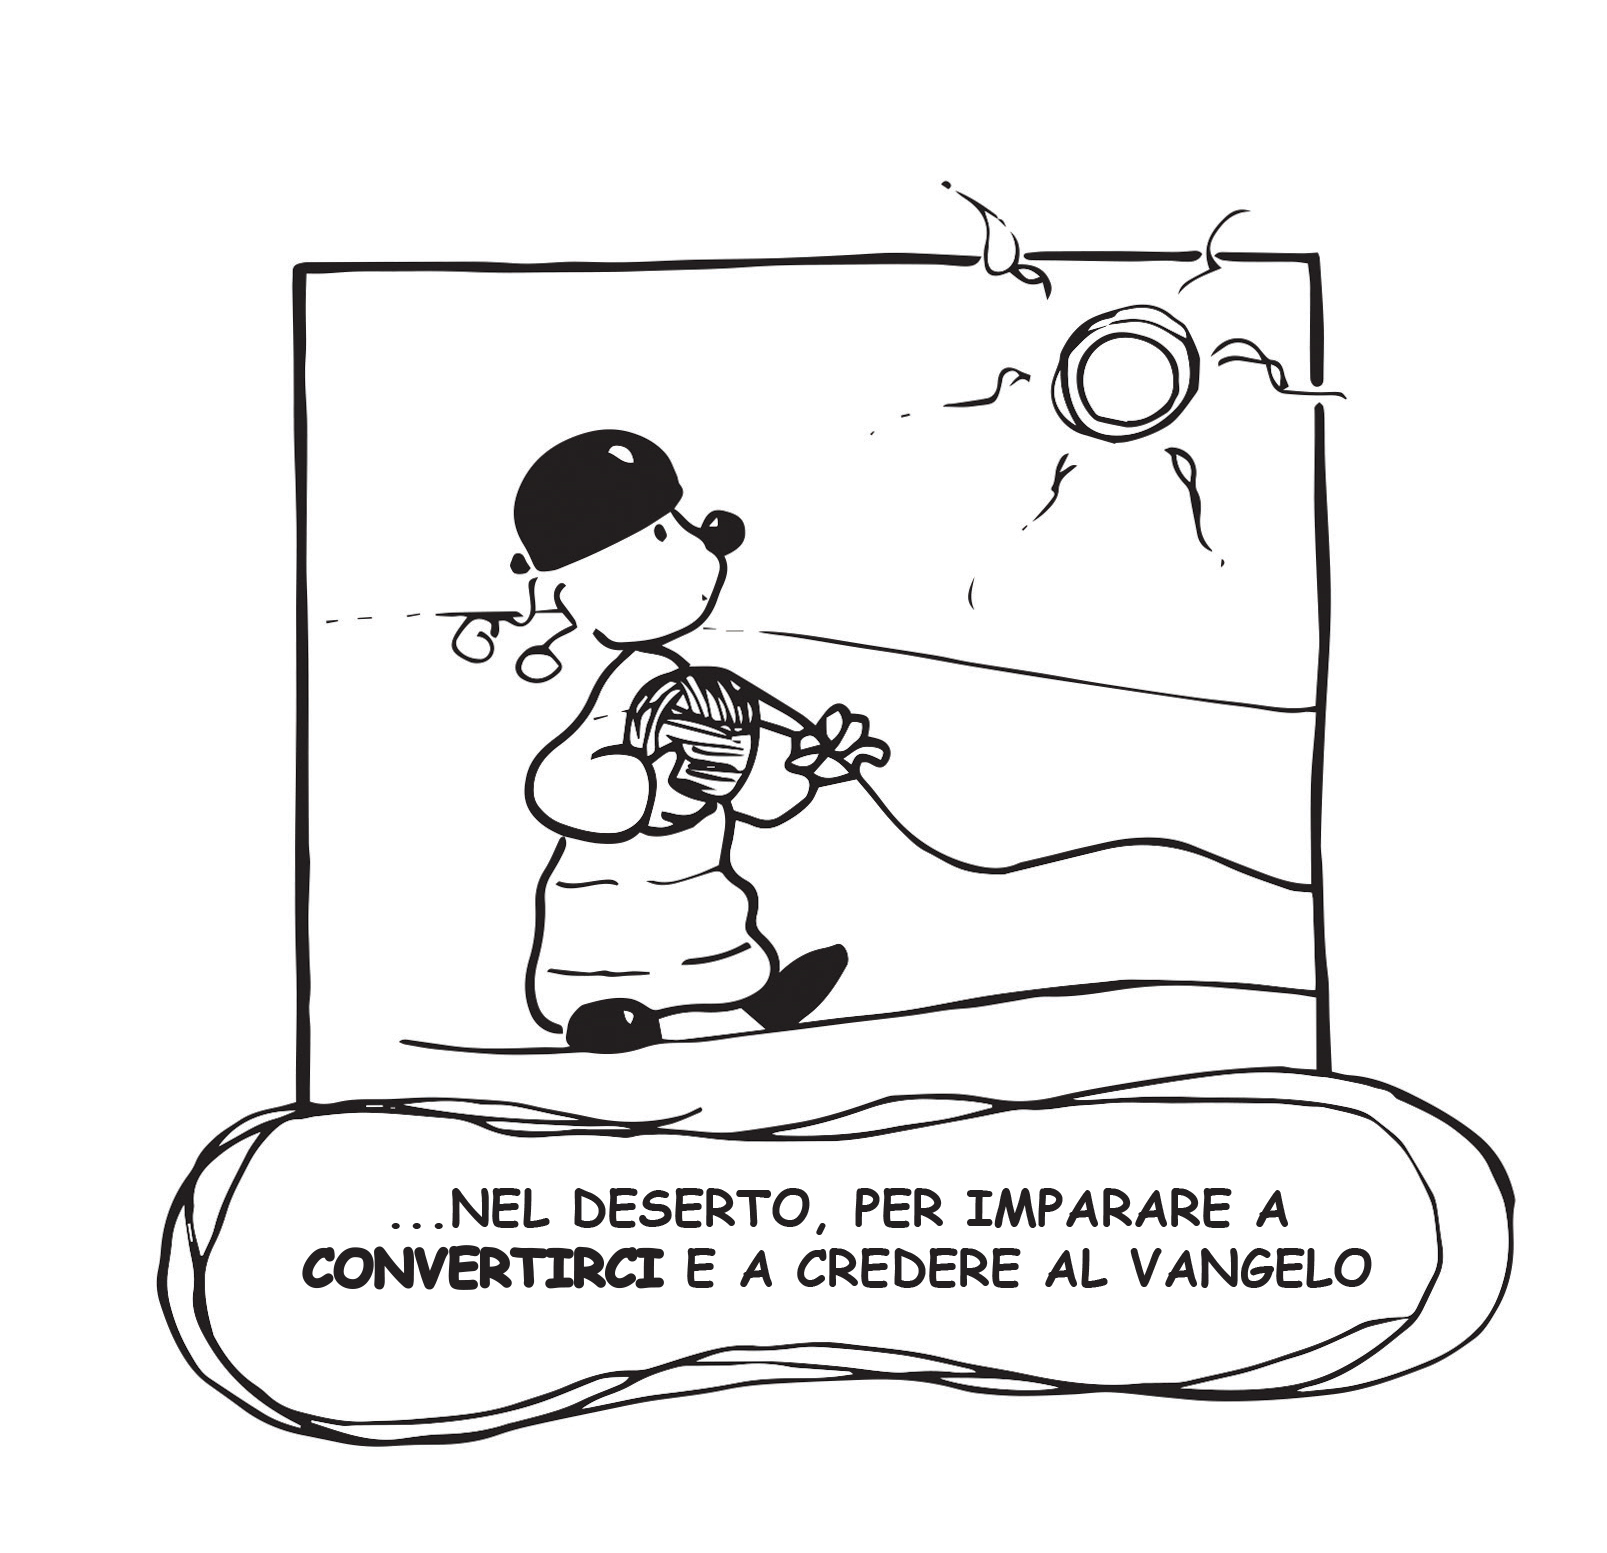 ...NEL DESERTO, PER IMPARARE A
CONVERTIRCI E A CREDERE AL VANGELO